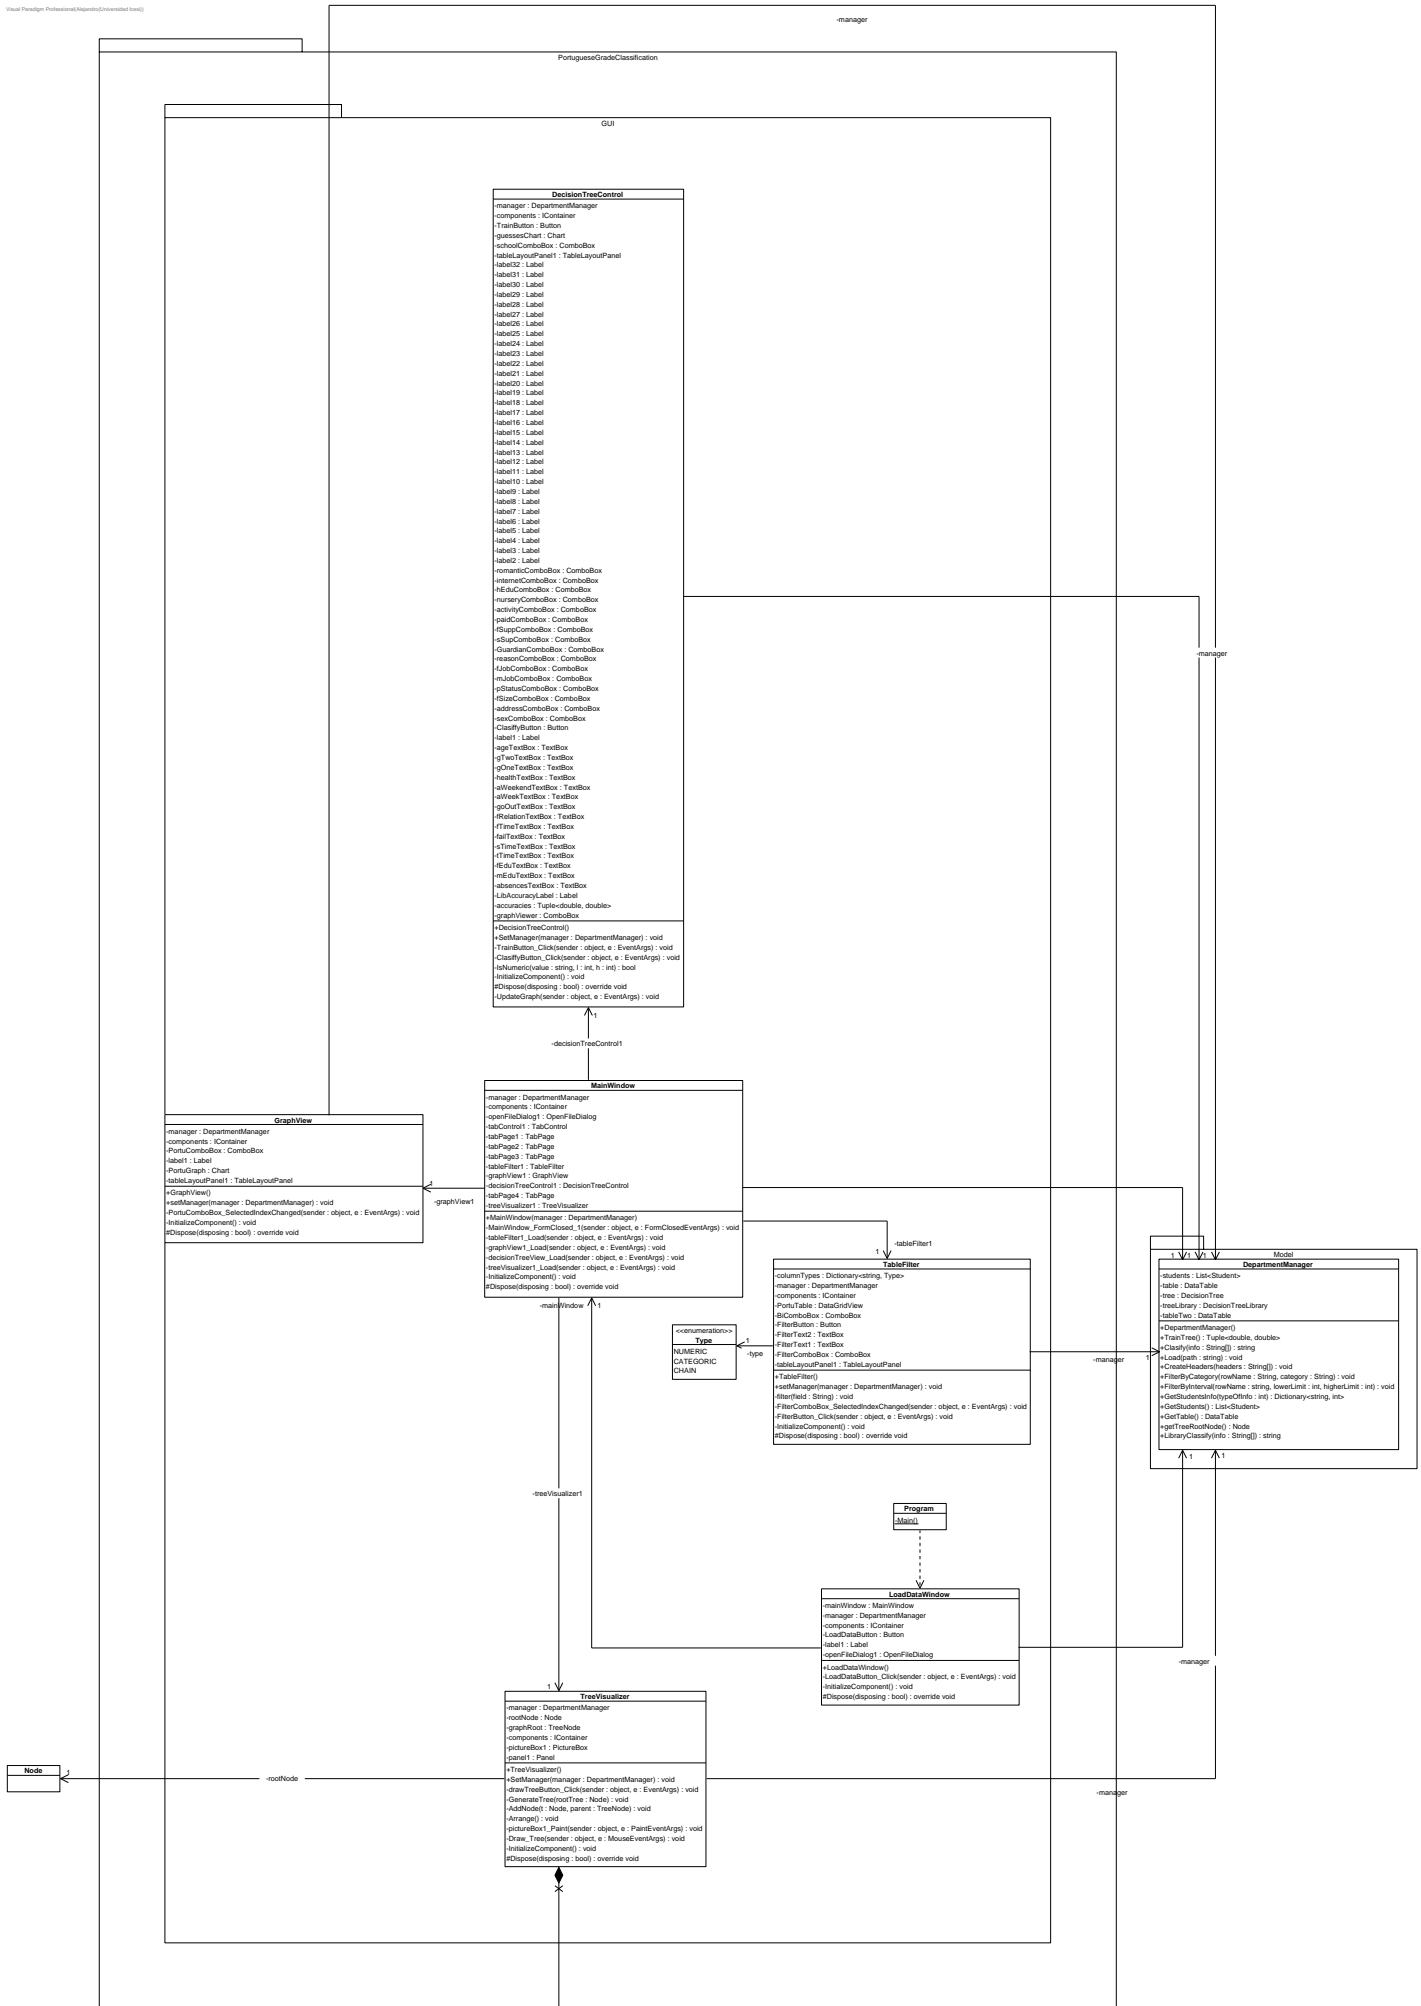 Visual Paradigm Professional(Alejandro(Universidad Icesi))
-manager
PortugueseGradeClassification
GUI
DecisionTreeControl
-manager : DepartmentManager
-components : IContainer
-TrainButton : Button
-guessesChart : Chart
-schoolComboBox : ComboBox
-tableLayoutPanel1 : TableLayoutPanel
-label32 : Label
-label31 : Label
-label30 : Label
-label29 : Label
-label28 : Label
-label27 : Label
-label26 : Label
-label25 : Label
-label24 : Label
-label23 : Label
-label22 : Label
-label21 : Label
-label20 : Label
-label19 : Label
-label18 : Label
-label17 : Label
-label16 : Label
-label15 : Label
-label14 : Label
-label13 : Label
-label12 : Label
-label11 : Label
-label10 : Label
-label9 : Label
-label8 : Label
-label7 : Label
-label6 : Label
-label5 : Label
-label4 : Label
-label3 : Label
-label2 : Label
-romanticComboBox : ComboBox
-internetComboBox : ComboBox
-hEduComboBox : ComboBox
-nurseryComboBox : ComboBox
-activityComboBox : ComboBox
-paidComboBox : ComboBox
-fSuppComboBox : ComboBox
-sSupComboBox : ComboBox
-GuardianComboBox : ComboBox
-reasonComboBox : ComboBox
-fJobComboBox : ComboBox
-mJobComboBox : ComboBox
-pStatusComboBox : ComboBox
-fSizeComboBox : ComboBox
-addressComboBox : ComboBox
-sexComboBox : ComboBox
-ClasiffyButton : Button
-label1 : Label
-ageTextBox : TextBox
-gTwoTextBox : TextBox
-gOneTextBox : TextBox
-healthTextBox : TextBox
-aWeekendTextBox : TextBox
-aWeekTextBox : TextBox
-goOutTextBox : TextBox
-fRelationTextBox : TextBox
-fTimeTextBox : TextBox
-failTextBox : TextBox
-sTimeTextBox : TextBox
-tTimeTextBox : TextBox
-fEduTextBox : TextBox
-mEduTextBox : TextBox
-absencesTextBox : TextBox
-LibAccuracyLabel : Label
-accuracies : Tuple<double, double>
-graphViewer : ComboBox
+DecisionTreeControl()
+SetManager(manager : DepartmentManager) : void
-TrainButton_Click(sender : object, e : EventArgs) : void
-ClasiffyButton_Click(sender : object, e : EventArgs) : void
-IsNumeric(value : string, l : int, h : int) : bool
-InitializeComponent() : void
#Dispose(disposing : bool) : override void
-UpdateGraph(sender : object, e : EventArgs) : void
-manager
1
-decisionTreeControl1
MainWindow
-manager : DepartmentManager
-components : IContainer
-openFileDialog1 : OpenFileDialog
-tabControl1 : TabControl
-tabPage1 : TabPage
-tabPage2 : TabPage
-tabPage3 : TabPage
-tableFilter1 : TableFilter
-graphView1 : GraphView
-decisionTreeControl1 : DecisionTreeControl
-tabPage4 : TabPage
-treeVisualizer1 : TreeVisualizer
+MainWindow(manager : DepartmentManager)
-MainWindow_FormClosed_1(sender : object, e : FormClosedEventArgs) : void
-tableFilter1_Load(sender : object, e : EventArgs) : void
-graphView1_Load(sender : object, e : EventArgs) : void
-decisionTreeView_Load(sender : object, e : EventArgs) : void
-treeVisualizer1_Load(sender : object, e : EventArgs) : void
-InitializeComponent() : void
#Dispose(disposing : bool) : override void
GraphView
-manager : DepartmentManager
-components : IContainer
-PortuComboBox : ComboBox
-label1 : Label
-PortuGraph : Chart
-tableLayoutPanel1 : TableLayoutPanel
+GraphView()
+setManager(manager : DepartmentManager) : void
-PortuComboBox_SelectedIndexChanged(sender : object, e : EventArgs) : void
-InitializeComponent() : void
#Dispose(disposing : bool) : override void
1
-graphView1
-tableFilter1
1
1 1 1
Model
TableFilter
-columnTypes : Dictionary<string, Type>
-manager : DepartmentManager
-components : IContainer
-PortuTable : DataGridView
-BiComboBox : ComboBox
-FilterButton : Button
-FilterText2 : TextBox
-FilterText1 : TextBox
-FilterComboBox : ComboBox
-tableLayoutPanel1 : TableLayoutPanel
+TableFilter()
+setManager(manager : DepartmentManager) : void
-filter(field : String) : void
-FilterComboBox_SelectedIndexChanged(sender : object, e : EventArgs) : void
-FilterButton_Click(sender : object, e : EventArgs) : void
-InitializeComponent() : void
#Dispose(disposing : bool) : override void
DepartmentManager
-students : List<Student>
-table : DataTable
-tree : DecisionTree
-treeLibrary : DecisionTreeLibrary
-tableTwo : DataTable
+DepartmentManager()
+TrainTree() : Tuple<double, double>
+Clasify(info : String[]) : string
+Load(path : string) : void
+CreateHeaders(headers : String[]) : void
+FilterByCategory(rowName : String, category : String) : void
+FilterByInterval(rowName : string, lowerLimit : int, higherLimit : int) : void
+GetStudentsInfo(typeOfInfo : int) : Dictionary<string, int>
+GetStudents() : List<Student>
+GetTable() : DataTable
+getTreeRootNode() : Node
+LibraryClassify(info : String[]) : string
-mainWindow
1
<<enumeration>>
Type
NUMERIC
CATEGORIC
CHAIN
1
-type
-manager
1
1
1
-treeVisualizer1
Program
-Main()
LoadDataWindow
-mainWindow : MainWindow
-manager : DepartmentManager
-components : IContainer
-LoadDataButton : Button
-label1 : Label
-openFileDialog1 : OpenFileDialog
+LoadDataWindow()
-LoadDataButton_Click(sender : object, e : EventArgs) : void
-InitializeComponent() : void
#Dispose(disposing : bool) : override void
-manager
1
TreeVisualizer
-manager : DepartmentManager
-rootNode : Node
-graphRoot : TreeNode
-components : IContainer
-pictureBox1 : PictureBox
-panel1 : Panel
+TreeVisualizer()
+SetManager(manager : DepartmentManager) : void
-drawTreeButton_Click(sender : object, e : EventArgs) : void
-GenerateTree(rootTree : Node) : void
-AddNode(t : Node, parent : TreeNode) : void
-Arrange() : void
-pictureBox1_Paint(sender : object, e : PaintEventArgs) : void
-Draw_Tree(sender : object, e : MouseEventArgs) : void
-InitializeComponent() : void
#Dispose(disposing : bool) : override void
Node
1
-rootNode
-manager